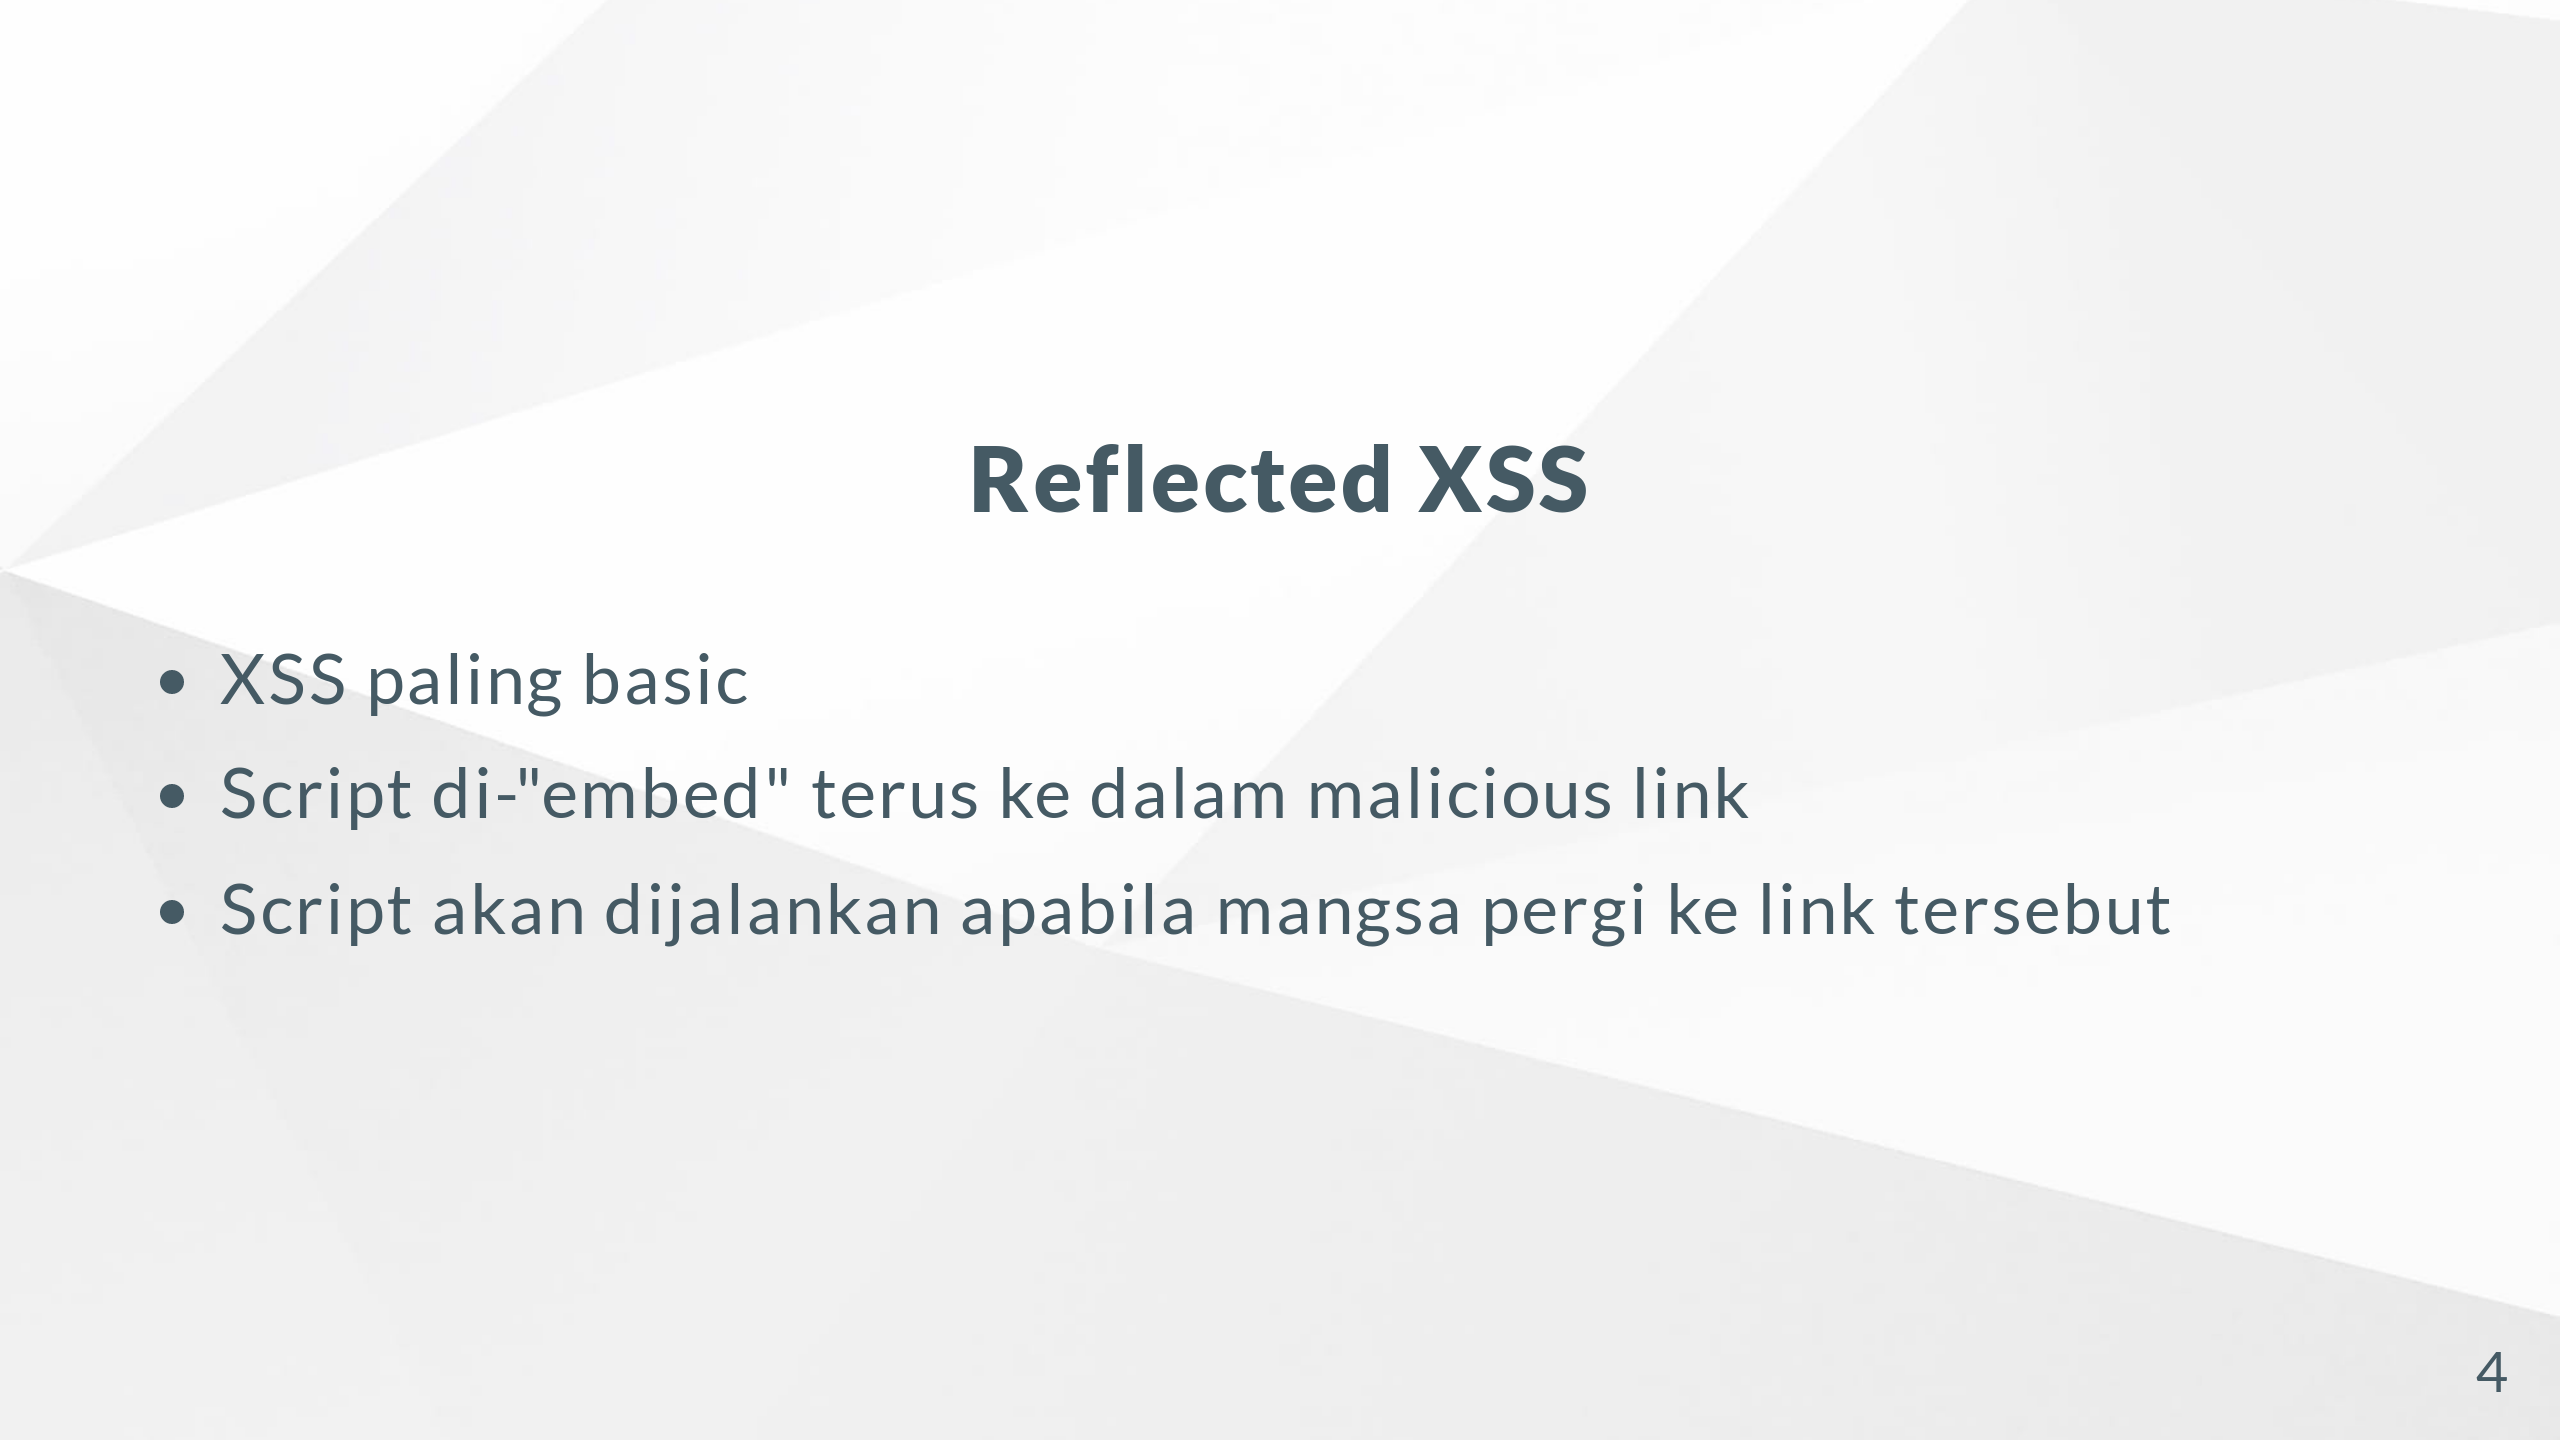 Reflected XSS
• XSS paling basic
• Script di-"embed" terus ke dalam malicious link
• Script akan dijalankan apabila mangsa pergi ke link tersebut
4